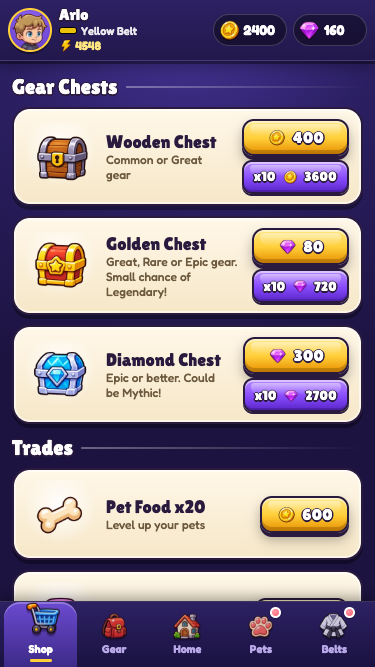 Arlo
Yellow Belt
4548
2400
160
Gear Chests
Wooden Chest
Common or Great
gear
400
x10 3600
Golden Chest
Great, Rare or Epic gear.
Small chance of
Legendary!
80
x10 720
Diamond Chest
Epic or better. Could
be Mythic!
300
x10 2700
Trades
Pet Food x20
Level up your pets
600
Shop
Gear
Home
Pets
Belts